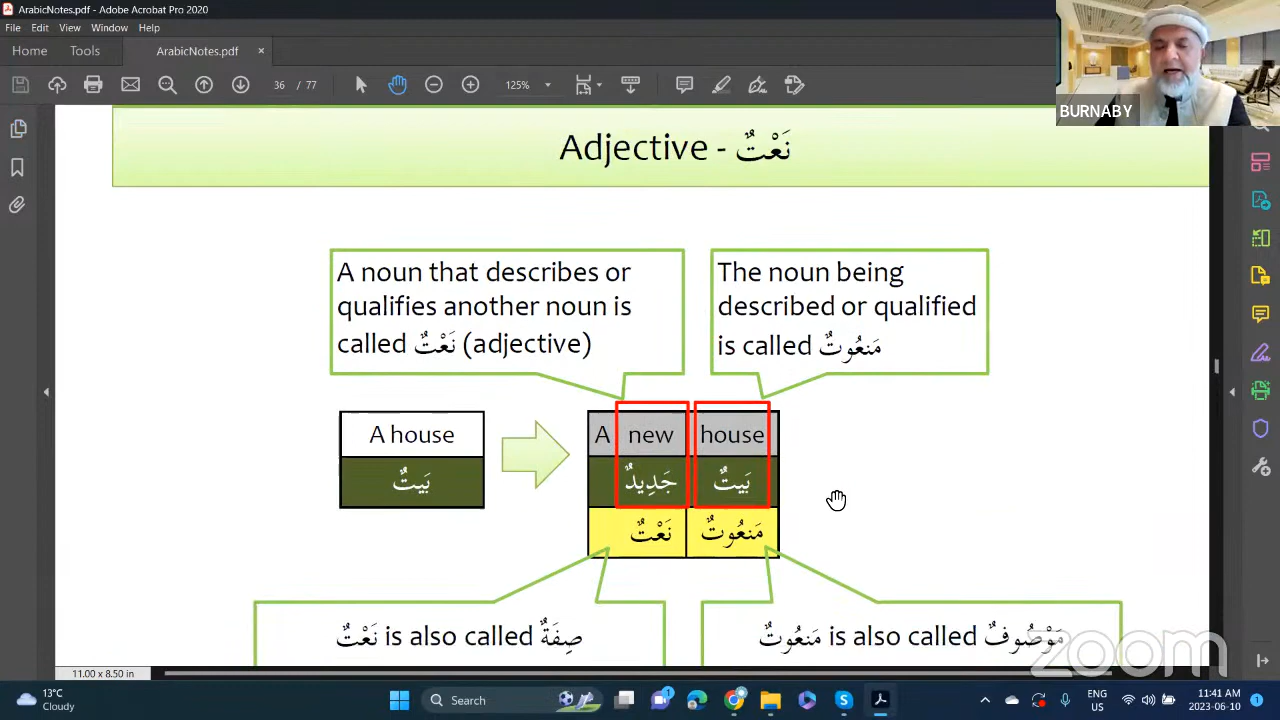 ArabicNotes.pdf - Adobe Acrobat Pro 2020
File Edit View Window Help
Home Tools ArabicNotes.pdf ×
36 / 77 125%
BURNABY
Adjective - نَعْتٌ
A noun that describes or
qualifies another noun is
called نَعْتٌ (adjective)
The noun being
described or qualified
is called مَنعُوتٌ
A house
بَيتٌ
A new house
جَدِيدٌ بَيتٌ
نَعْتٌ مَنعُوتٌ
نَعْتٌ is also called صِفَةٌ
مَنعُوتٌ is also called مَوْصُوفٌ
zoom
11.00 x 8.50 in
13°C
Cloudy
Search
ENG
US
11:41 AM
2023-06-10